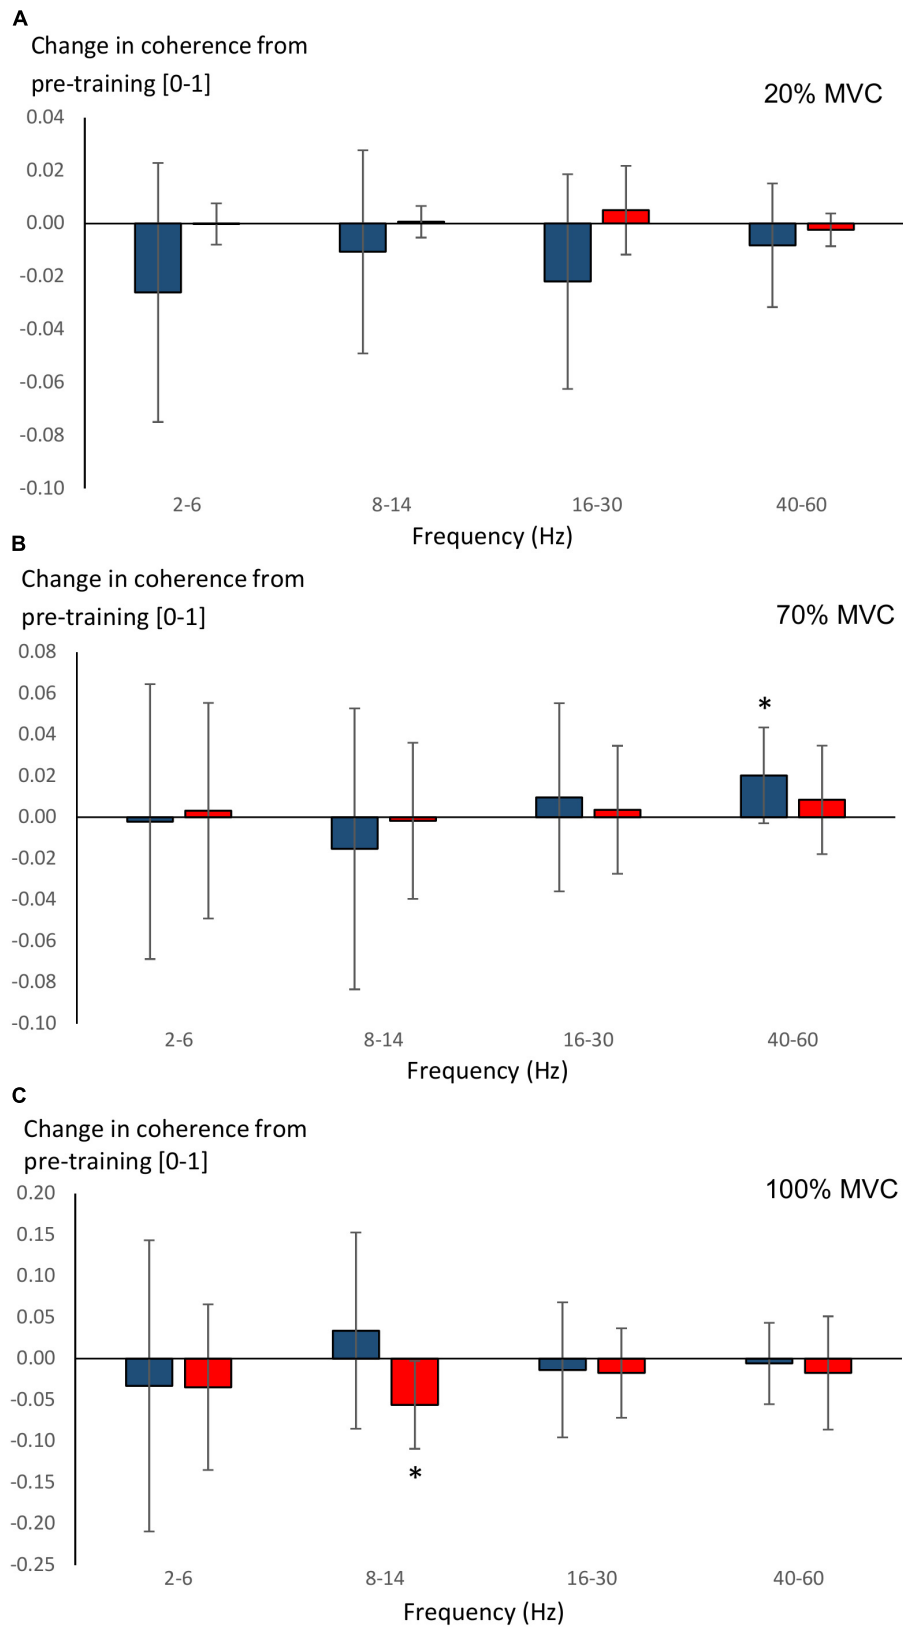 A
Change in coherence from
pre-training [0-1]
20% MVC
0.04
0.02
0.00
-0.02
-0.04
-0.06
-0.08
-0.10
2-6 8-14 16-30 40-60
Frequency (Hz)
B
Change in coherence from
pre-training [0-1]
70% MVC
0.08
0.06
*
0.04
0.02
0.00
-0.02
-0.04
-0.06
-0.08
-0.10
2-6 8-14 16-30 40-60
Frequency (Hz)
C
Change in coherence from
pre-training [0-1]
100% MVC
0.20
0.15
0.10
0.05
0.00
-0.05
-0.10
*
-0.15
-0.20
-0.25
2-6 8-14 16-30 40-60
Frequency (Hz)